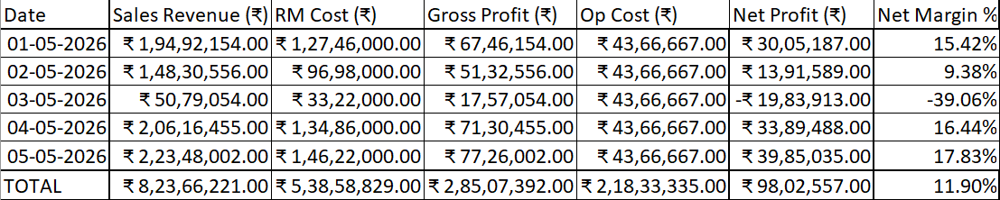 Date Sales Revenue (₹) RM Cost (₹) Gross Profit (₹) Op Cost (₹) Net Profit (₹) Net Margin %
01-05-2026 ₹ 1,94,92,154.00 ₹ 1,27,46,000.00 ₹ 67,46,154.00 ₹ 43,66,667.00 ₹ 30,05,187.00 15.42%
02-05-2026 ₹ 1,48,30,556.00 ₹ 96,98,000.00 ₹ 51,32,556.00 ₹ 43,66,667.00 ₹ 13,91,589.00 9.38%
03-05-2026 ₹ 50,79,054.00 ₹ 33,22,000.00 ₹ 17,57,054.00 ₹ 43,66,667.00 -₹ 19,83,913.00 -39.06%
04-05-2026 ₹ 2,06,16,455.00 ₹ 1,34,86,000.00 ₹ 71,30,455.00 ₹ 43,66,667.00 ₹ 33,89,488.00 16.44%
05-05-2026 ₹ 2,23,48,002.00 ₹ 1,46,22,000.00 ₹ 77,26,002.00 ₹ 43,66,667.00 ₹ 39,85,035.00 17.83%
TOTAL ₹ 8,23,66,221.00 ₹ 5,38,58,829.00 ₹ 2,85,07,392.00 ₹ 2,18,33,335.00 ₹ 98,02,557.00 11.90%